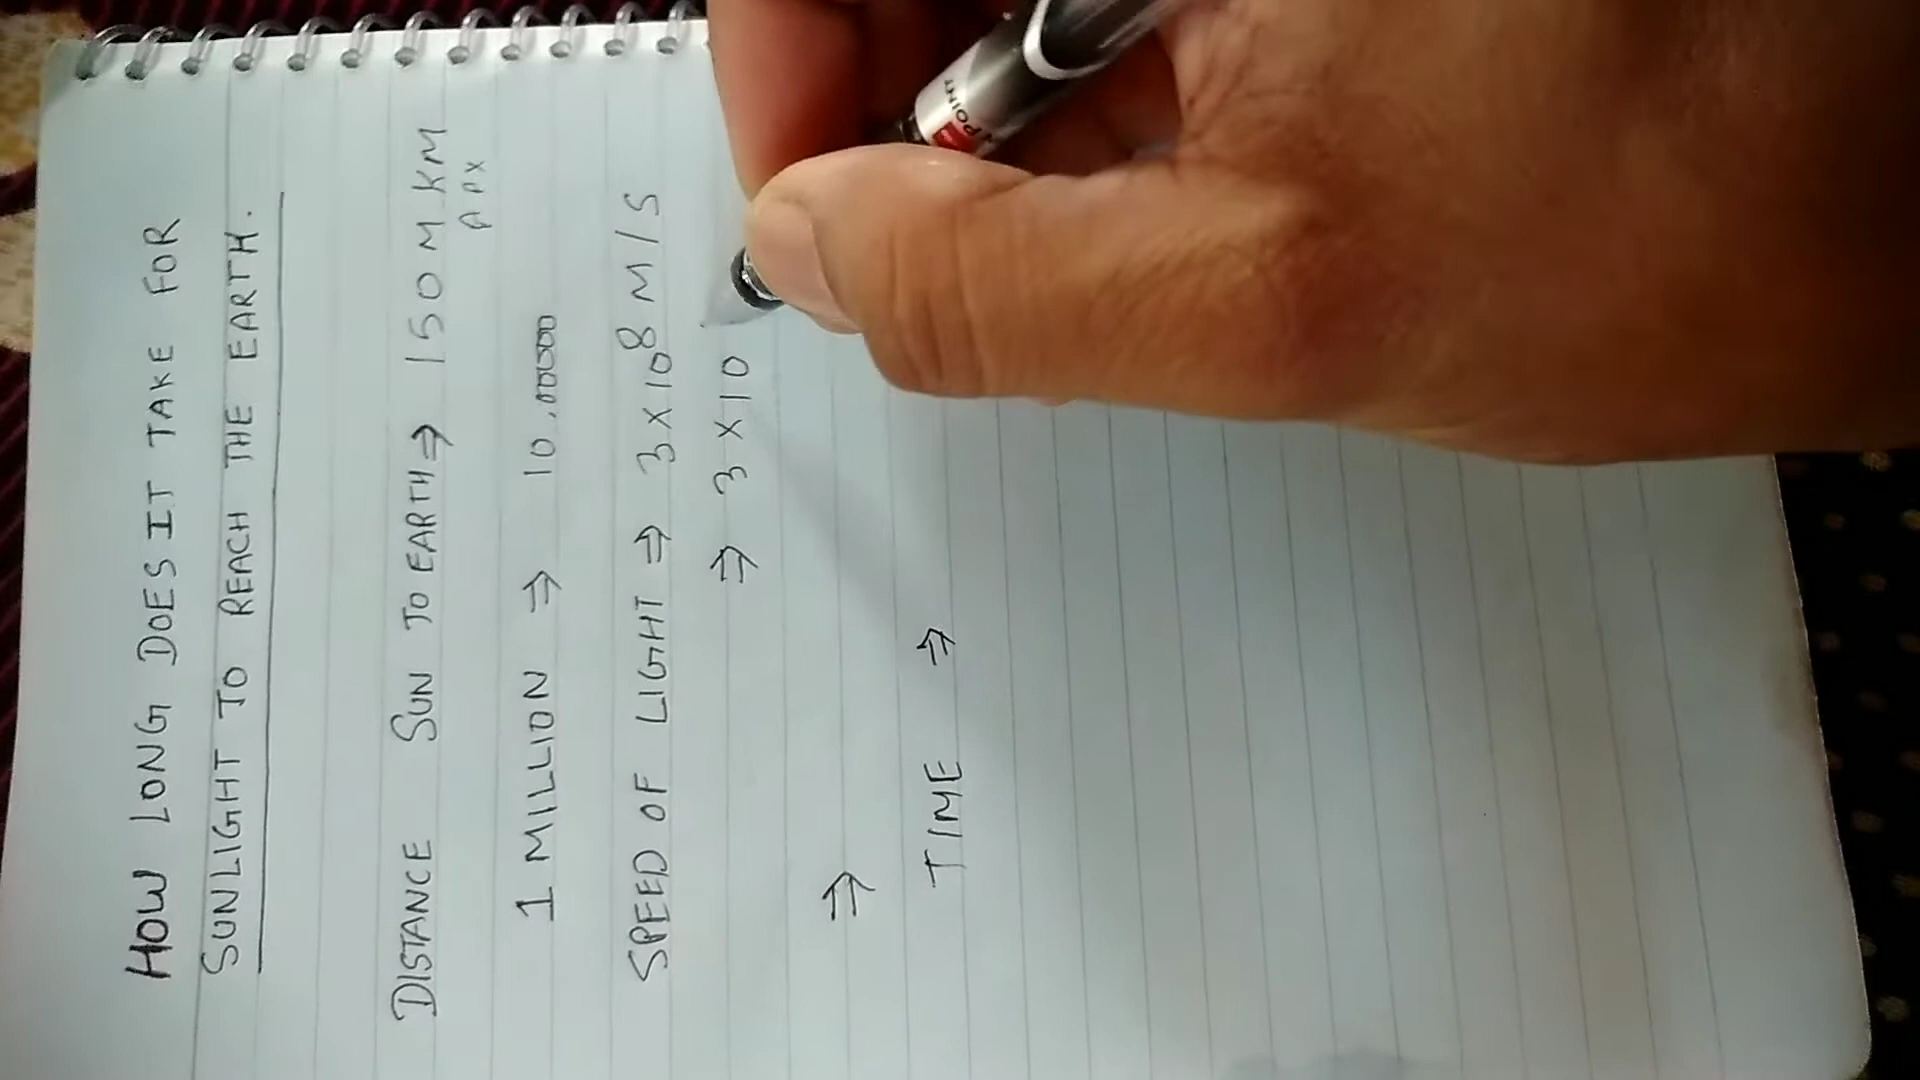 HOW LONG DOES IT TAKE FOR
SUNLIGHT TO REACH THE EARTH.
DISTANCE SUN TO EARTH ⇒ 150 M KM
APX
1 MILLION ⇒ 10,00000
SPEED OF LIGHT ⇒ 3 X 10⁸ M/S
⇒ 3 X 10
⇒
TIME ⇒
POINT